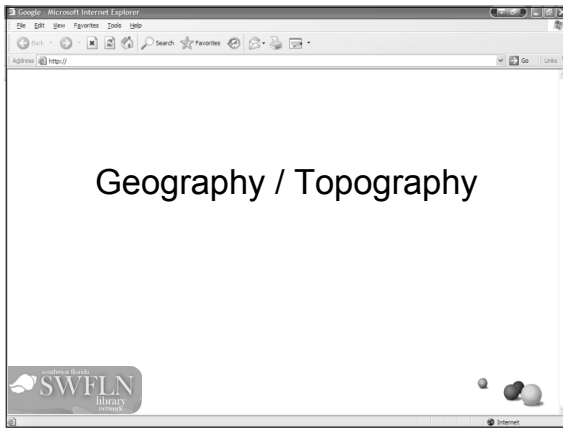 Google - Microsoft Internet Explorer
File Edit View Favorites Tools Help
Back Search Favorites
Address http:// Go Links
Geography / Topography
southwest florida
SWFLN
library
network
Internet